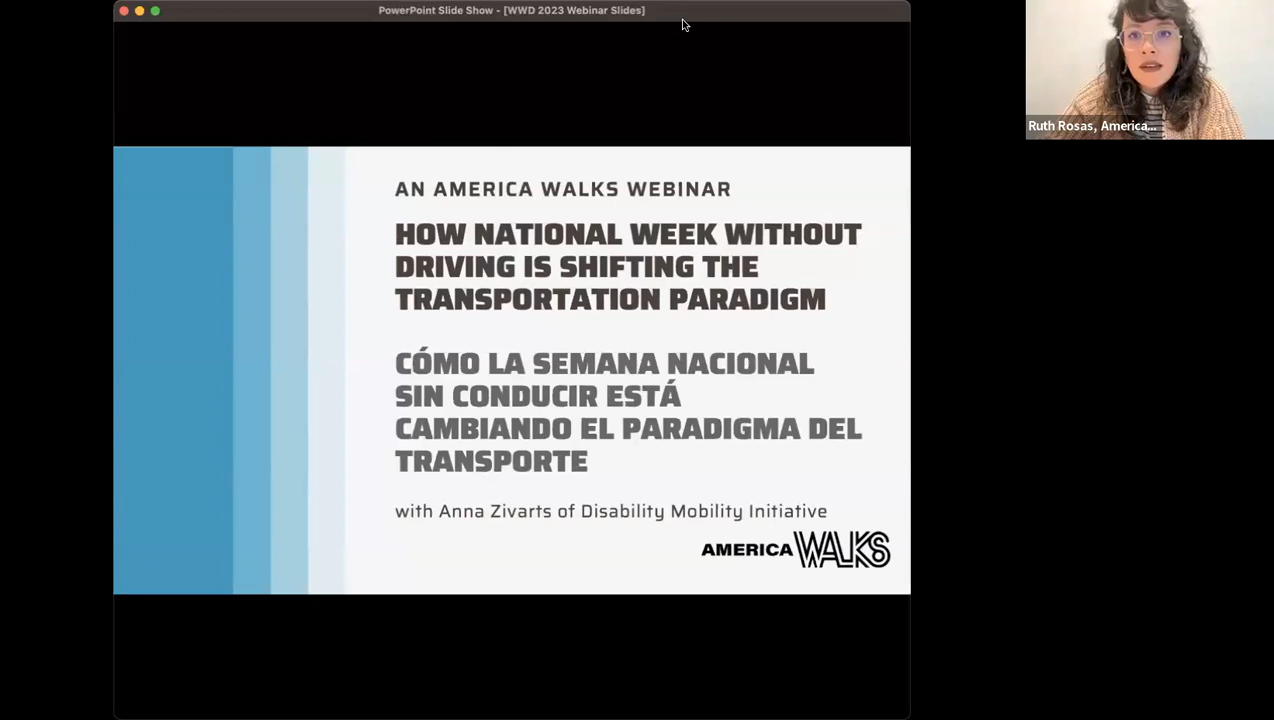 PowerPoint Slide Show - [WWD 2023 Webinar Slides]
Ruth Rosas, America...
AN AMERICA WALKS WEBINAR
HOW NATIONAL WEEK WITHOUT
DRIVING IS SHIFTING THE
TRANSPORTATION PARADIGM
CÓMO LA SEMANA NACIONAL
SIN CONDUCIR ESTÁ
CAMBIANDO EL PARADIGMA DEL
TRANSPORTE
with Anna Zivarts of Disability Mobility Initiative
AMERICA WALKS